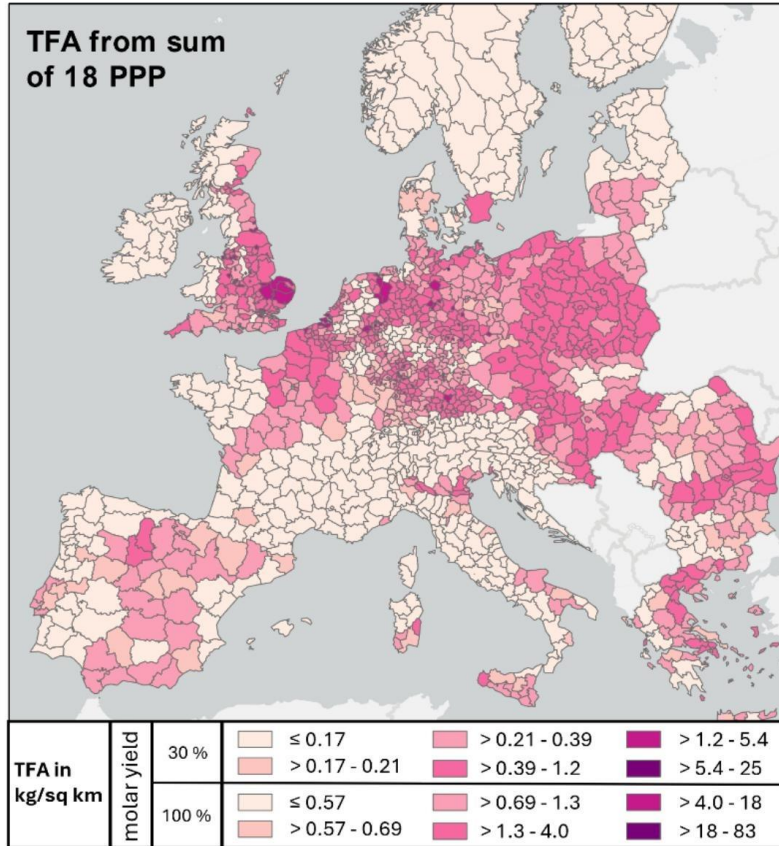 TFA from sum
of 18 PPP
TFA in
kg/sq km
molar yield
30 %
≤ 0.17
> 0.21 - 0.39
> 1.2 - 5.4
> 0.17 - 0.21
> 0.39 - 1.2
> 5.4 - 25
100 %
≤ 0.57
> 0.69 - 1.3
> 4.0 - 18
> 0.57 - 0.69
> 1.3 - 4.0
> 18 - 83